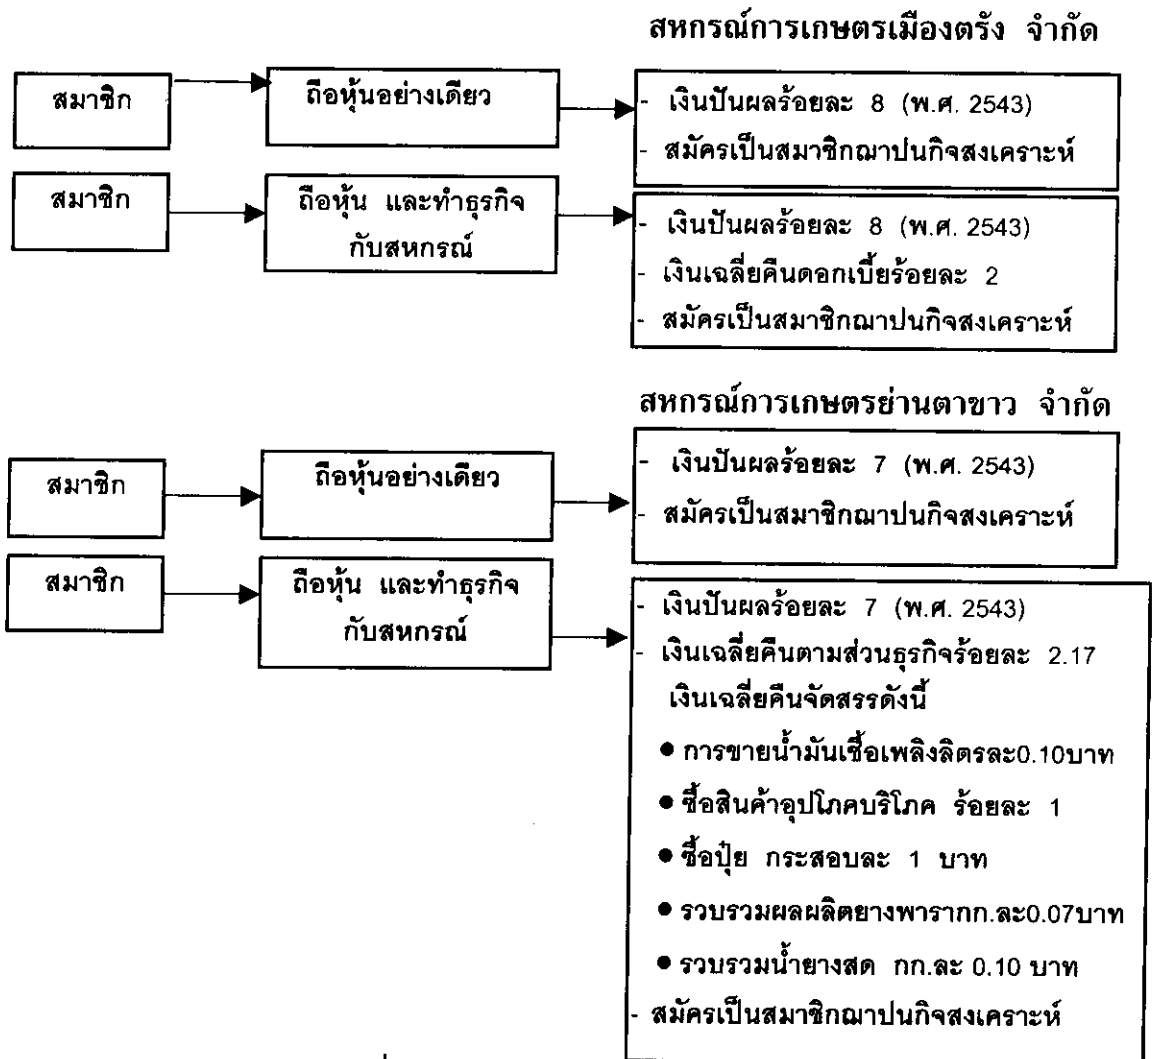 สหกรณ์การเกษตรเมืองตรัง จำกัด
สมาชิก
ถือหุ้นอย่างเดียว
- เงินปันผลร้อยละ 8 (พ.ศ. 2543)
- สมัครเป็นสมาชิกฌาปนกิจสงเคราะห์
สมาชิก
ถือหุ้น และทำธุรกิจ
กับสหกรณ์
- เงินปันผลร้อยละ 8 (พ.ศ. 2543)
- เงินเฉลี่ยคืนดอกเบี้ยร้อยละ 2
- สมัครเป็นสมาชิกฌาปนกิจสงเคราะห์
สหกรณ์การเกษตรย่านตาขาว จำกัด
สมาชิก
ถือหุ้นอย่างเดียว
- เงินปันผลร้อยละ 7 (พ.ศ. 2543)
- สมัครเป็นสมาชิกฌาปนกิจสงเคราะห์
สมาชิก
ถือหุ้น และทำธุรกิจ
กับสหกรณ์
- เงินปันผลร้อยละ 7 (พ.ศ. 2543)
- เงินเฉลี่ยคืนตามส่วนธุรกิจร้อยละ 2.17
เงินเฉลี่ยคืนจัดสรรดังนี้
● การขายน้ำมันเชื้อเพลิงลิตรละ0.10บาท
● ซื้อสินค้าอุปโภคบริโภค ร้อยละ 1
● ซื้อปุ๋ย กระสอบละ 1 บาท
● รวบรวมผลผลิตยางพารากก.ละ0.07บาท
● รวบรวมน้ำยางสด กก.ละ 0.10 บาท
- สมัครเป็นสมาชิกฌาปนกิจสงเคราะห์